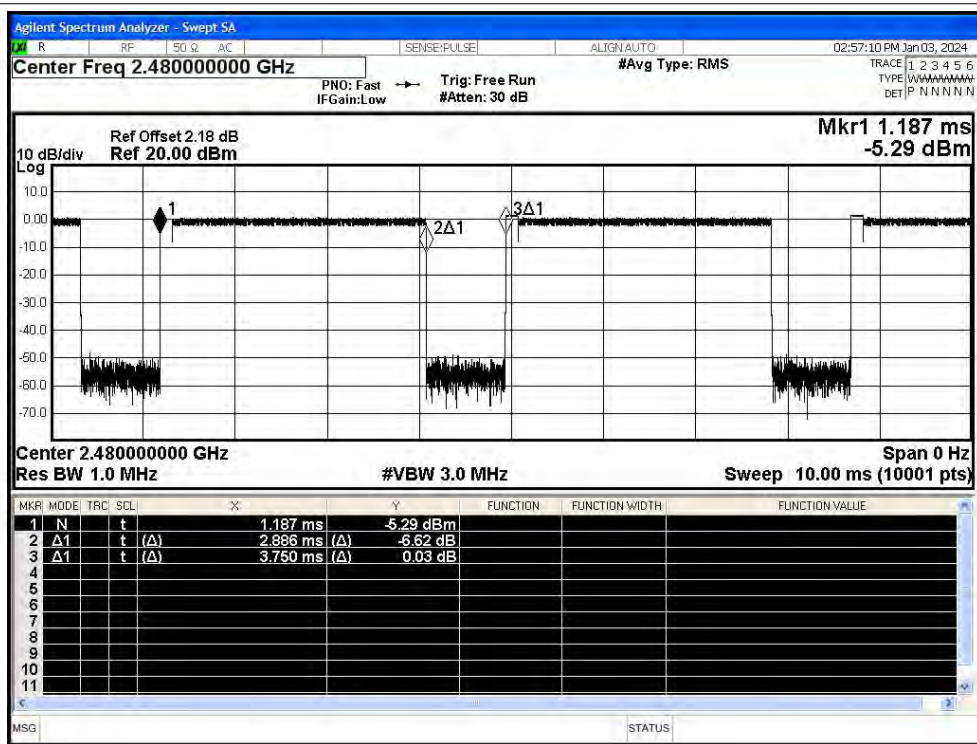 Agilent Spectrum Analyzer - Swept SA
LXI R RF 50 Ω AC SENSE:PULSE ALIGN AUTO 02:57:10 PM Jan 03, 2024
Center Freq 2.480000000 GHz #Avg Type: RMS TRACE 1 2 3 4 5 6
PNO: Fast Trig: Free Run TYPE WWWWWW
IFGain:Low #Atten: 30 dB DET P N N N N N
Mkr1 1.187 ms
Ref Offset 2.18 dB
10 dB/div Ref 20.00 dBm -5.29 dBm
Log
10.0
0.00
1
3Δ1
2Δ1
-10.0
-20.0
-30.0
-40.0
-50.0
-60.0
-70.0
Center 2.480000000 GHz Span 0 Hz
Res BW 1.0 MHz #VBW 3.0 MHz Sweep 10.00 ms (10001 pts)
MKR MODE TRC SCL X Y FUNCTION FUNCTION WIDTH FUNCTION VALUE
1 N t 1.187 ms -5.29 dBm
2 Δ1 t (Δ) 2.886 ms (Δ) -6.62 dB
3 Δ1 t (Δ) 3.750 ms (Δ) 0.03 dB
4
5
6
7
8
9
10
11
MSG STATUS